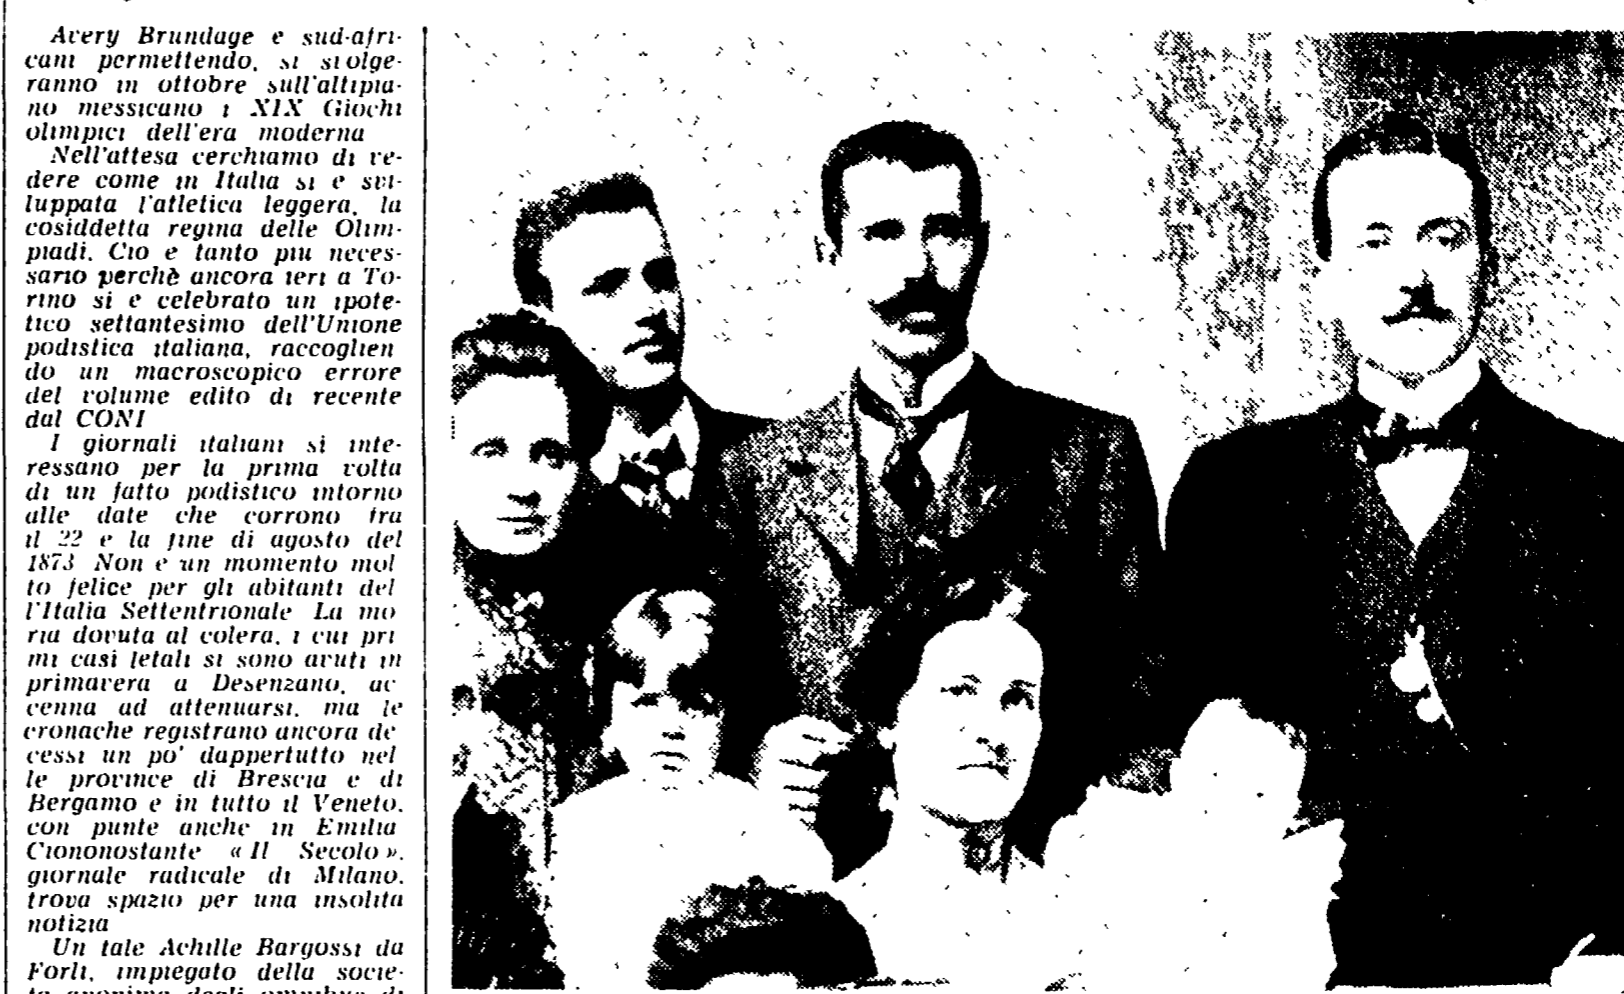 Avery Brundage e sud-afri-
cani permettendo, si svolge-
ranno in ottobre sull'altipia-
no messicano i XIX Giochi
olimpici dell'era moderna
Nell'attesa cerchiamo di ve-
dere come in Italia si e svi-
luppata l'atletica leggera, la
cosiddetta regina delle Olim-
piadi. Cio e tanto piu neces-
sario perchè ancora ieri a To-
rino si e celebrato un ipote-
tico settantesimo dell'Unione
podistica italiana, raccoglien
do un macroscopico errore
del volume edito di recente
dal CONI
I giornali italiani si inte-
ressano per la prima volta
di un fatto podistico intorno
alle date che corrono tra
il 22 e la fine di agosto del
1873 Non e un momento mol
to felice per gli abitanti del
l'Italia Settentrionale La mo
ria dovuta al colera, i cui pri
mi casi letali si sono avuti in
primavera a Desenzano, ac
cenna ad attenuarsi, ma le
cronache registrano ancora de
cessi un po' dappertutto nel
le province di Brescia e di
Bergamo e in tutto il Veneto,
con punte anche in Emilia
Ciononostante «Il Secolo»,
giornale radicale di Milano,
trova spazio per una insolita
notizia
Un tale Achille Bargossi da
Forlì, impiegato della socie-
tà anonima degli omnibus di